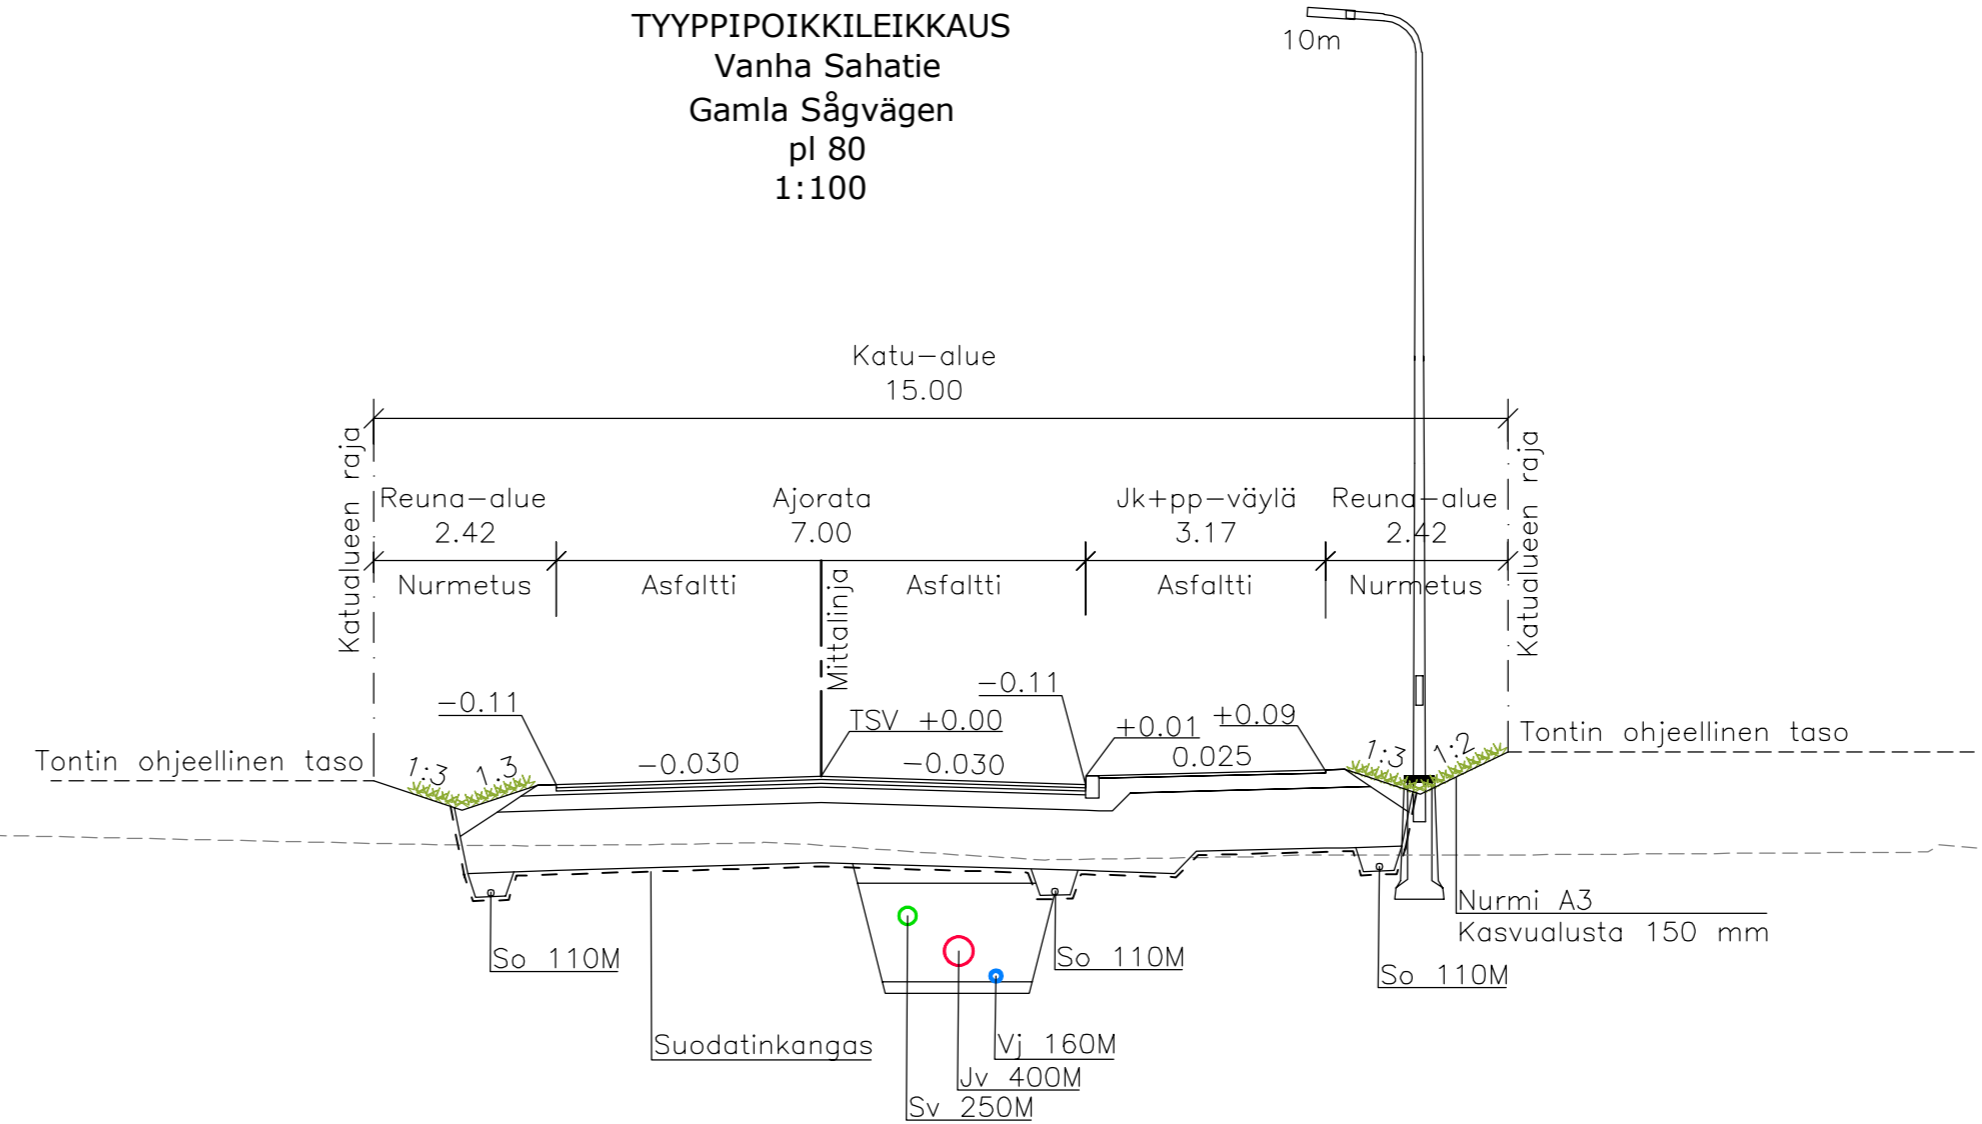 TYYPPIPOIKKILEIKKAUS
Vanha Sahatie
Gamla Sågvägen
pl 80
1:100
10m
Katu-alue
15.00
Katualueen raja
Katualueen raja
Reuna-alue
2.42
Ajorata
7.00
Jk+pp-väylä
3.17
Reuna-alue
2.42
Nurmetus
Asfaltti
Mittalinja
Asfaltti
Asfaltti
Nurmetus
-0.11
-0.11
TSV +0.00
+0.01
+0.09
Tontin ohjeellinen taso
1:3
1:3
-0.030
-0.030
0.025
1:3
1:2
Tontin ohjeellinen taso
Nurmi A3
Kasvualusta 150 mm
So 110M
So 110M
So 110M
Suodatinkangas
Vj 160M
Jv 400M
Sv 250M